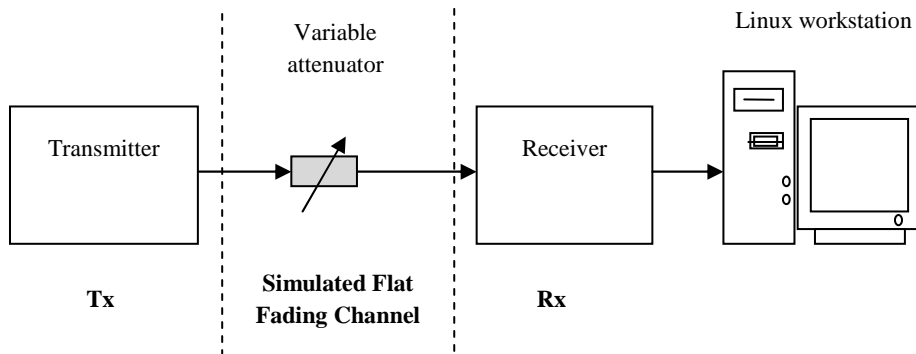 Linux workstation
Variable
attenuator
Transmitter
Receiver
Tx
Simulated Flat
Fading Channel
Rx